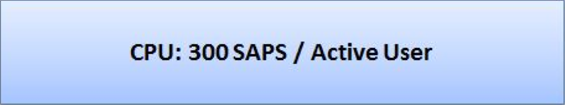 CPU: 300 SAPS / Active User